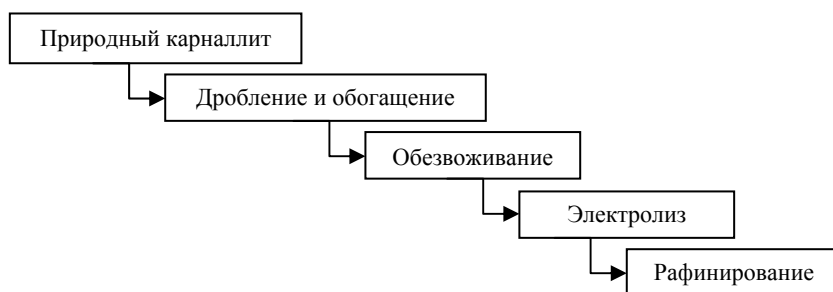 Природный карналлит
Дробление и обогащение
Обезвоживание
Электролиз
Рафинирование